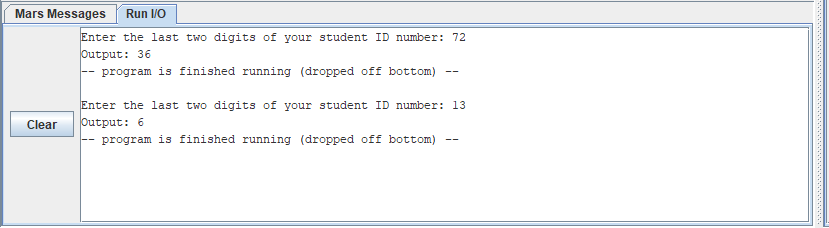 Mars Messages Run I/O
Enter the last two digits of your student ID number: 72
Output: 36
-- program is finished running (dropped off bottom) --
Enter the last two digits of your student ID number: 13
Clear
Output: 6
-- program is finished running (dropped off bottom) --